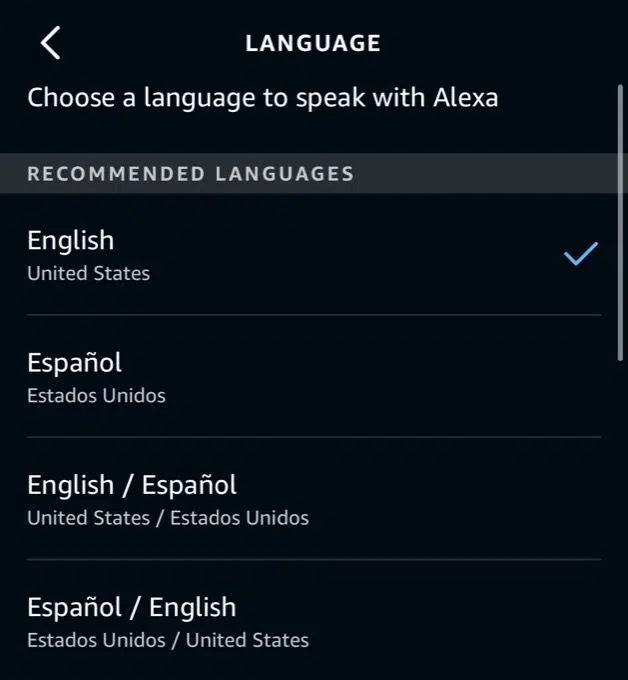 LANGUAGE
Choose a language to speak with Alexa
RECOMMENDED LANGUAGES
English
United States
Español
Estados Unidos
English / Español
United States / Estados Unidos
Español / English
Estados Unidos / United States